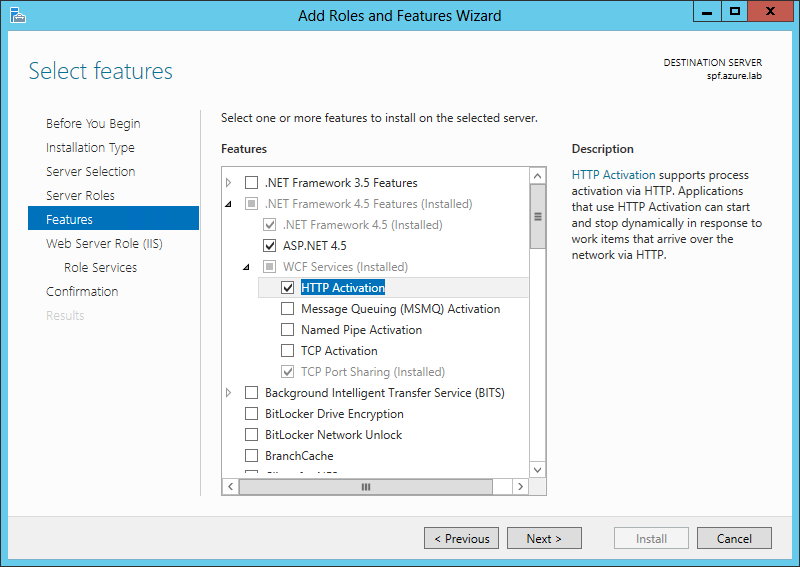 Add Roles and Features Wizard
Select features
DESTINATION SERVER
spf.azure.lab
Before You Begin
Installation Type
Server Selection
Server Roles
Features
Web Server Role (IIS)
Role Services
Confirmation
Results
Select one or more features to install on the selected server.
Features
.NET Framework 3.5 Features
.NET Framework 4.5 Features (Installed)
.NET Framework 4.5 (Installed)
ASP.NET 4.5
WCF Services (Installed)
HTTP Activation
Message Queuing (MSMQ) Activation
Named Pipe Activation
TCP Activation
TCP Port Sharing (Installed)
Background Intelligent Transfer Service (BITS)
BitLocker Drive Encryption
BitLocker Network Unlock
BranchCache
Description
HTTP Activation supports process
activation via HTTP. Applications
that use HTTP Activation can start
and stop dynamically in response to
work items that arrive over the
network via HTTP.
< Previous
Next >
Install
Cancel